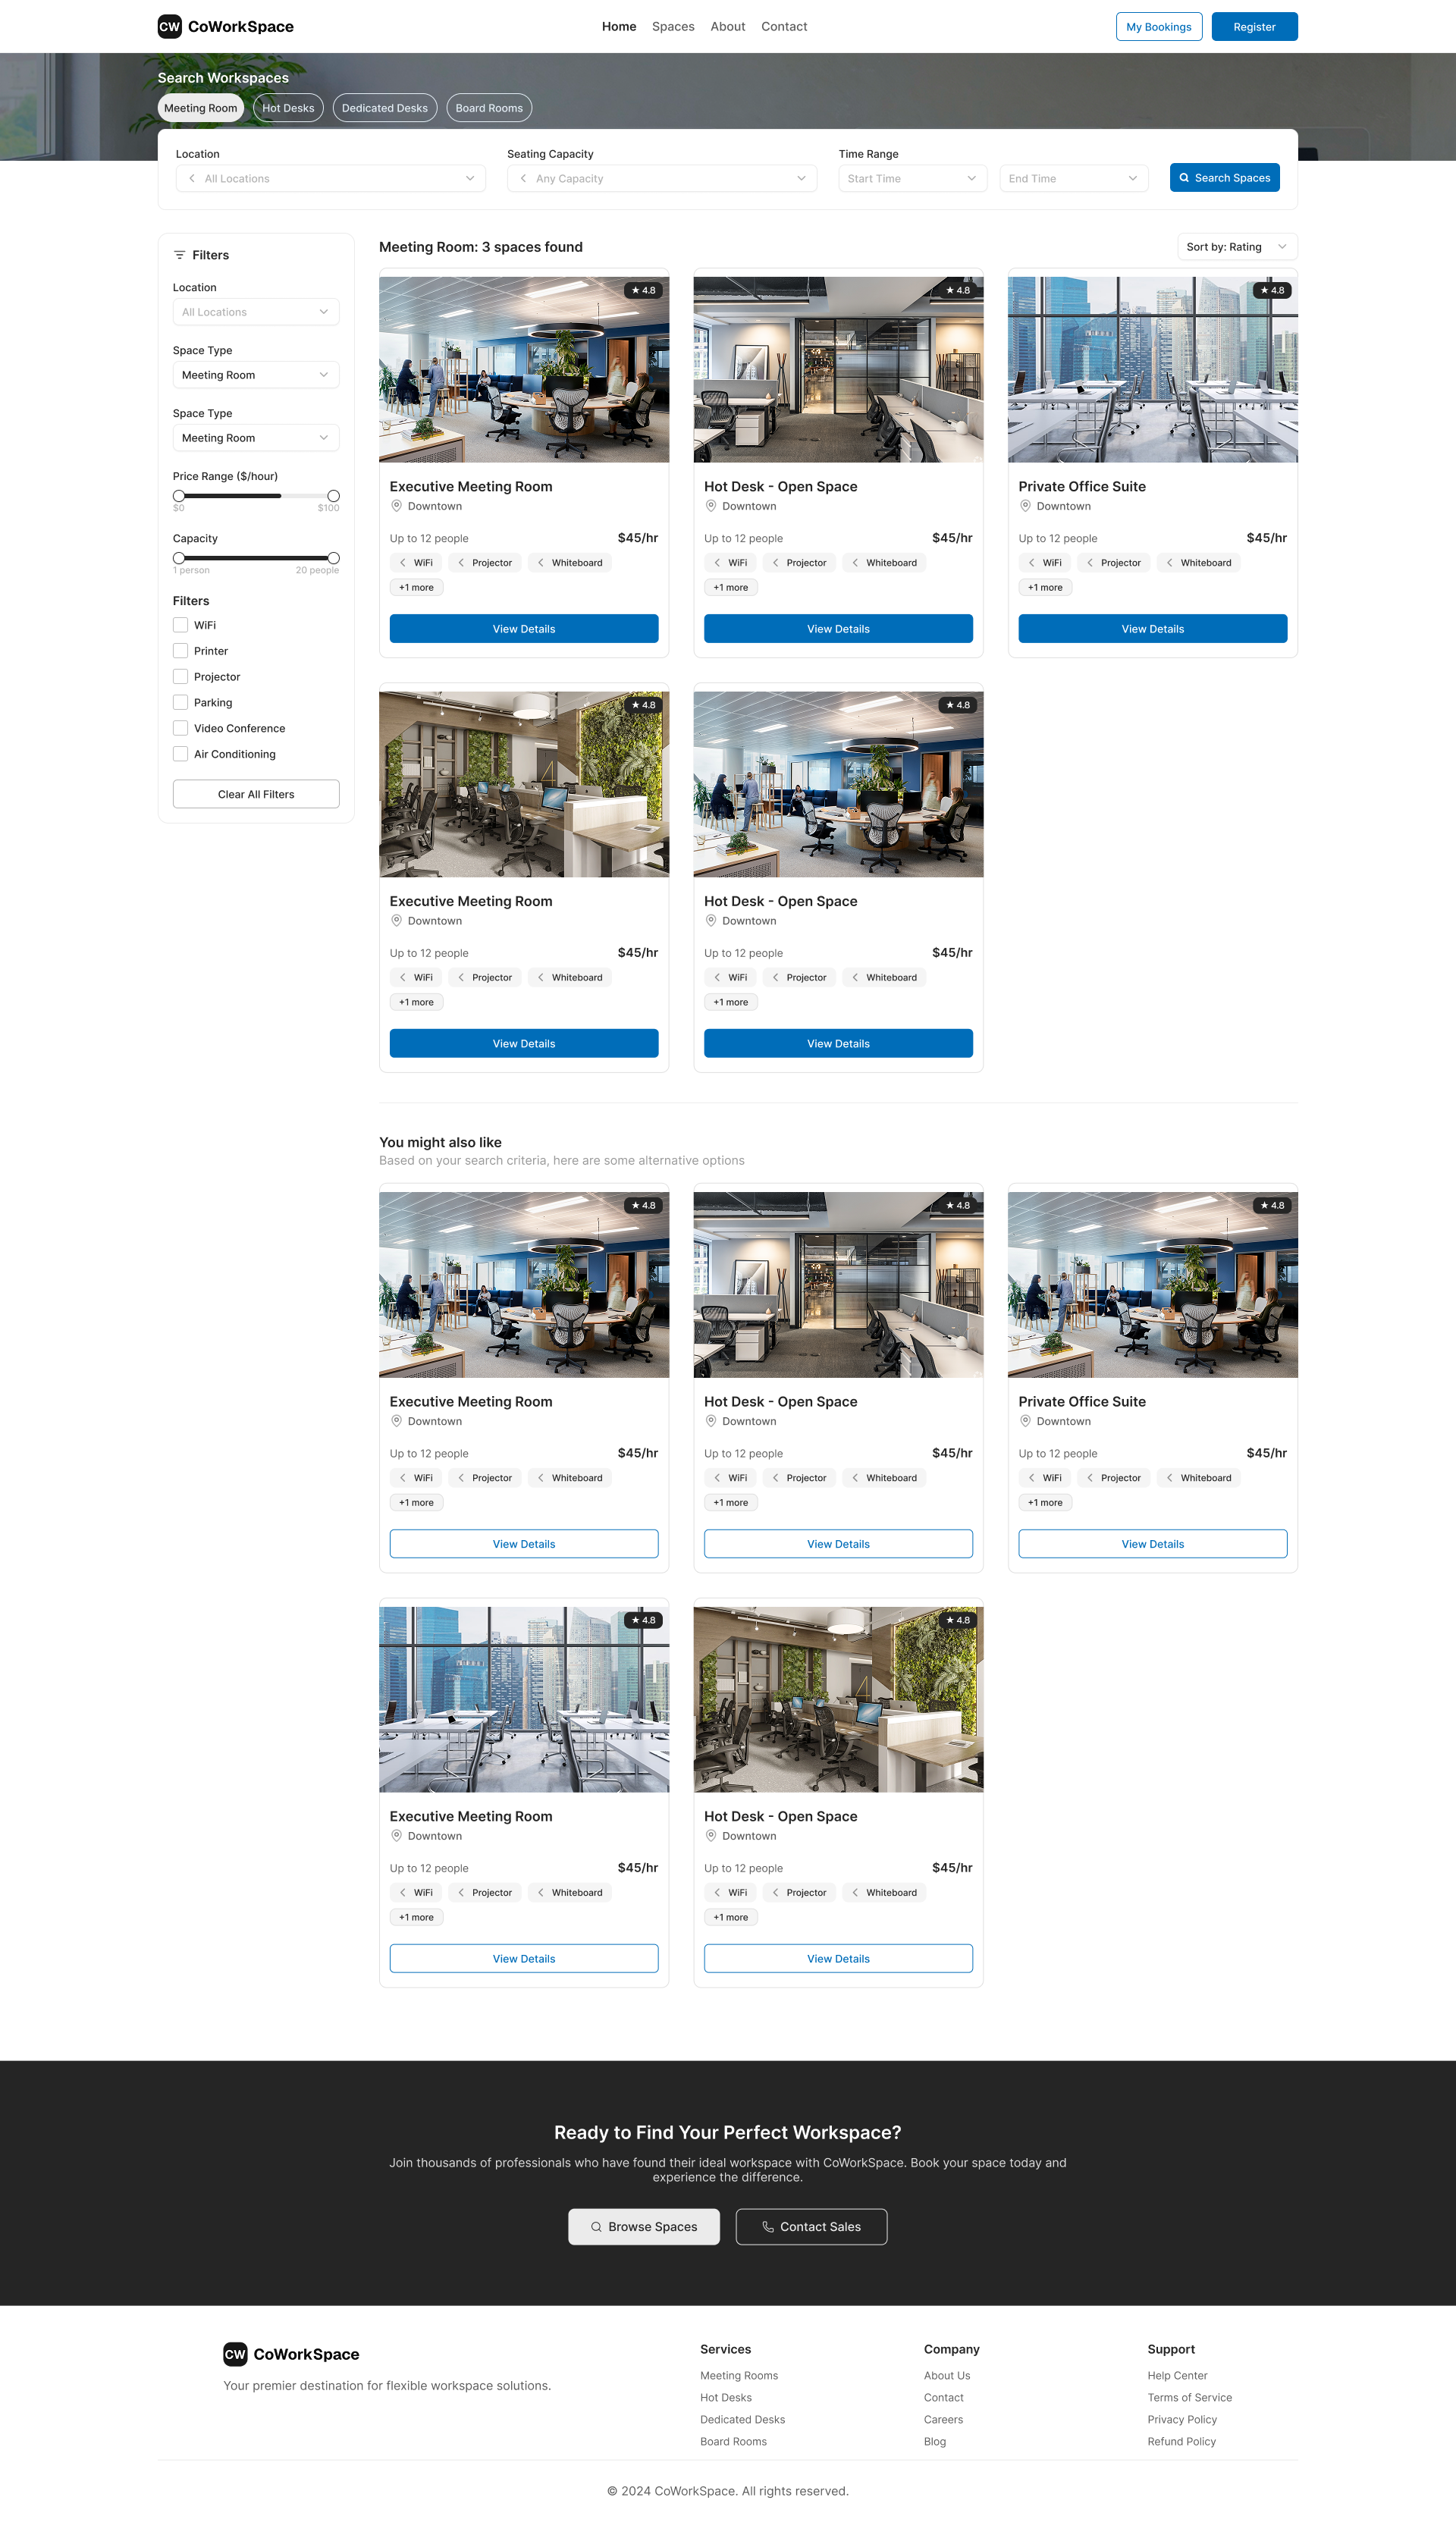 CW CoWorkSpace
Home Spaces About Contact
My Bookings Register
Search Workspaces
Meeting Room Hot Desks Dedicated Desks Board Rooms
Location Seating Capacity Time Range
All Locations Any Capacity Start Time End Time Search Spaces
Filters
Location
All Locations
Space Type
Meeting Room
Space Type
Meeting Room
Price Range ($/hour)
$0 $100
Capacity
1 person 20 people
Filters
WiFi
Printer
Projector
Parking
Video Conference
Air Conditioning
Clear All Filters
Meeting Room: 3 spaces found
Sort by: Rating
★ 4.8
Executive Meeting Room
Downtown
Up to 12 people $45/hr
WiFi Projector Whiteboard
+1 more
View Details
★ 4.8
Hot Desk - Open Space
Downtown
Up to 12 people $45/hr
WiFi Projector Whiteboard
+1 more
View Details
★ 4.8
Private Office Suite
Downtown
Up to 12 people $45/hr
WiFi Projector Whiteboard
+1 more
View Details
★ 4.8
Executive Meeting Room
Downtown
Up to 12 people $45/hr
WiFi Projector Whiteboard
+1 more
View Details
★ 4.8
Hot Desk - Open Space
Downtown
Up to 12 people $45/hr
WiFi Projector Whiteboard
+1 more
View Details
You might also like
Based on your search criteria, here are some alternative options
★ 4.8
Executive Meeting Room
Downtown
Up to 12 people $45/hr
WiFi Projector Whiteboard
+1 more
View Details
★ 4.8
Hot Desk - Open Space
Downtown
Up to 12 people $45/hr
WiFi Projector Whiteboard
+1 more
View Details
★ 4.8
Private Office Suite
Downtown
Up to 12 people $45/hr
WiFi Projector Whiteboard
+1 more
View Details
★ 4.8
Executive Meeting Room
Downtown
Up to 12 people $45/hr
WiFi Projector Whiteboard
+1 more
View Details
★ 4.8
Hot Desk - Open Space
Downtown
Up to 12 people $45/hr
WiFi Projector Whiteboard
+1 more
View Details
Ready to Find Your Perfect Workspace?
Join thousands of professionals who have found their ideal workspace with CoWorkSpace. Book your space today and
experience the difference.
Browse Spaces Contact Sales
CW CoWorkSpace
Your premier destination for flexible workspace solutions.
Services
Meeting Rooms
Hot Desks
Dedicated Desks
Board Rooms
Company
About Us
Contact
Careers
Blog
Support
Help Center
Terms of Service
Privacy Policy
Refund Policy
© 2024 CoWorkSpace. All rights reserved.